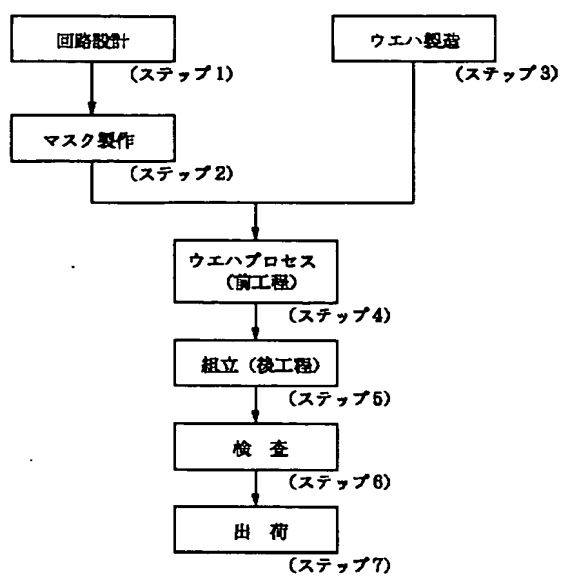 回路設計
(ステップ1)
ウエハ製造
(ステップ3)
マスク製作
(ステップ2)
ウエハプロセス
(前工程)
(ステップ4)
組立(後工程)
(ステップ5)
検 査
(ステップ6)
出 荷
(ステップ7)